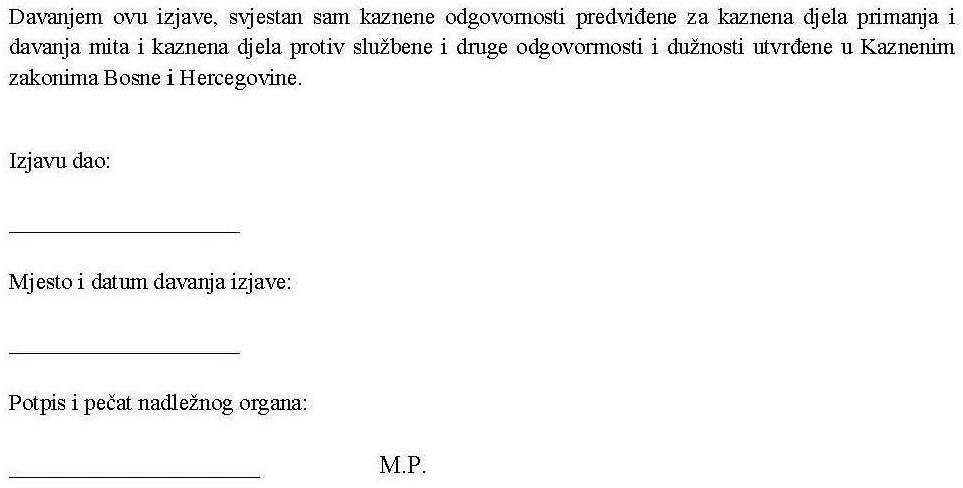 Davanjem ovu izjave, svjestan sam kaznene odgovornosti predviđene za kaznena djela primanja i
davanja mita i kaznena djela protiv službene i druge odgovormosti i dužnosti utvrđene u Kaznenim
zakonima Bosne i Hercegovine.
Izjavu dao:
Mjesto i datum davanja izjave:
Potpis i pečat nadležnog organa:
M.P.